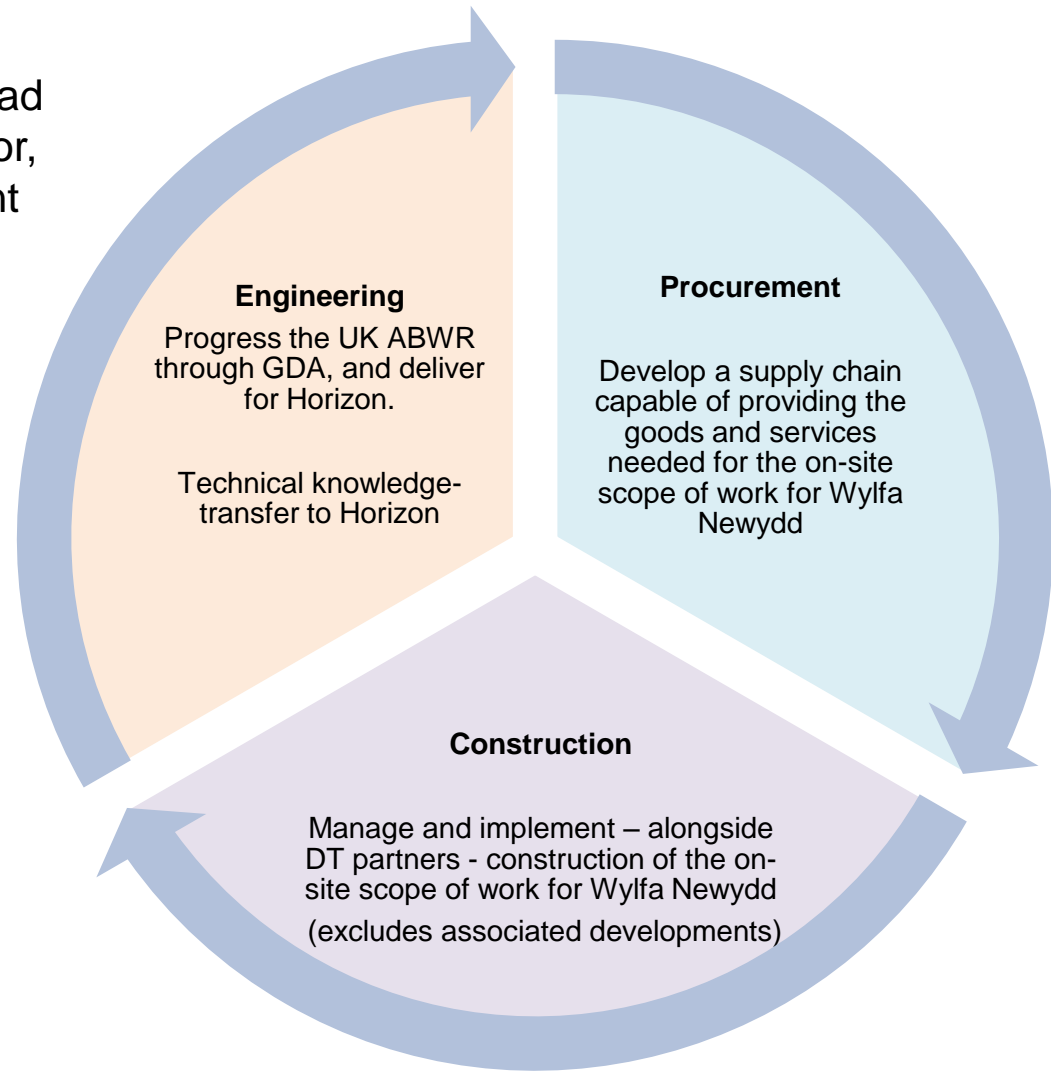 ad
or,
nt
Engineering
Progress the UK ABWR
through GDA, and deliver
for Horizon.
Technical knowledge-
transfer to Horizon
Procurement
Develop a supply chain
capable of providing the
goods and services
needed for the on-site
scope of work for Wylfa
Newydd
Construction
Manage and implement – alongside
DT partners - construction of the on-
site scope of work for Wylfa Newydd
(excludes associated developments)